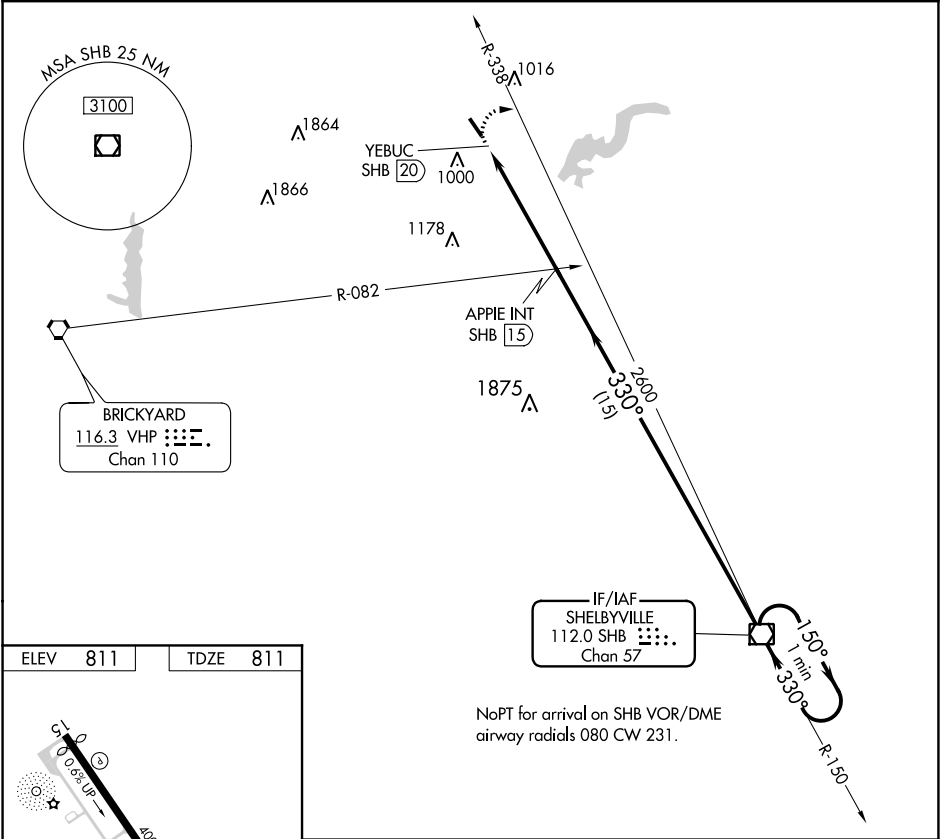 MSA SHB 25 NM
3100
R-338
1016
1864
YEBUC
SHB 20
1000
1866
1178
R-082
APPIE INT
SHB 15
2600
330°
(15)
1875
BRICKYARD
116.3 VHP
Chan 110
IF/IAF
SHELBYVILLE
112.0 SHB
Chan 57
150°
1 min
330°
R-150
NoPT for arrival on SHB VOR/DME
airway radials 080 CW 231.
ELEV 811
TDZE 811
15
P
0.6% UP